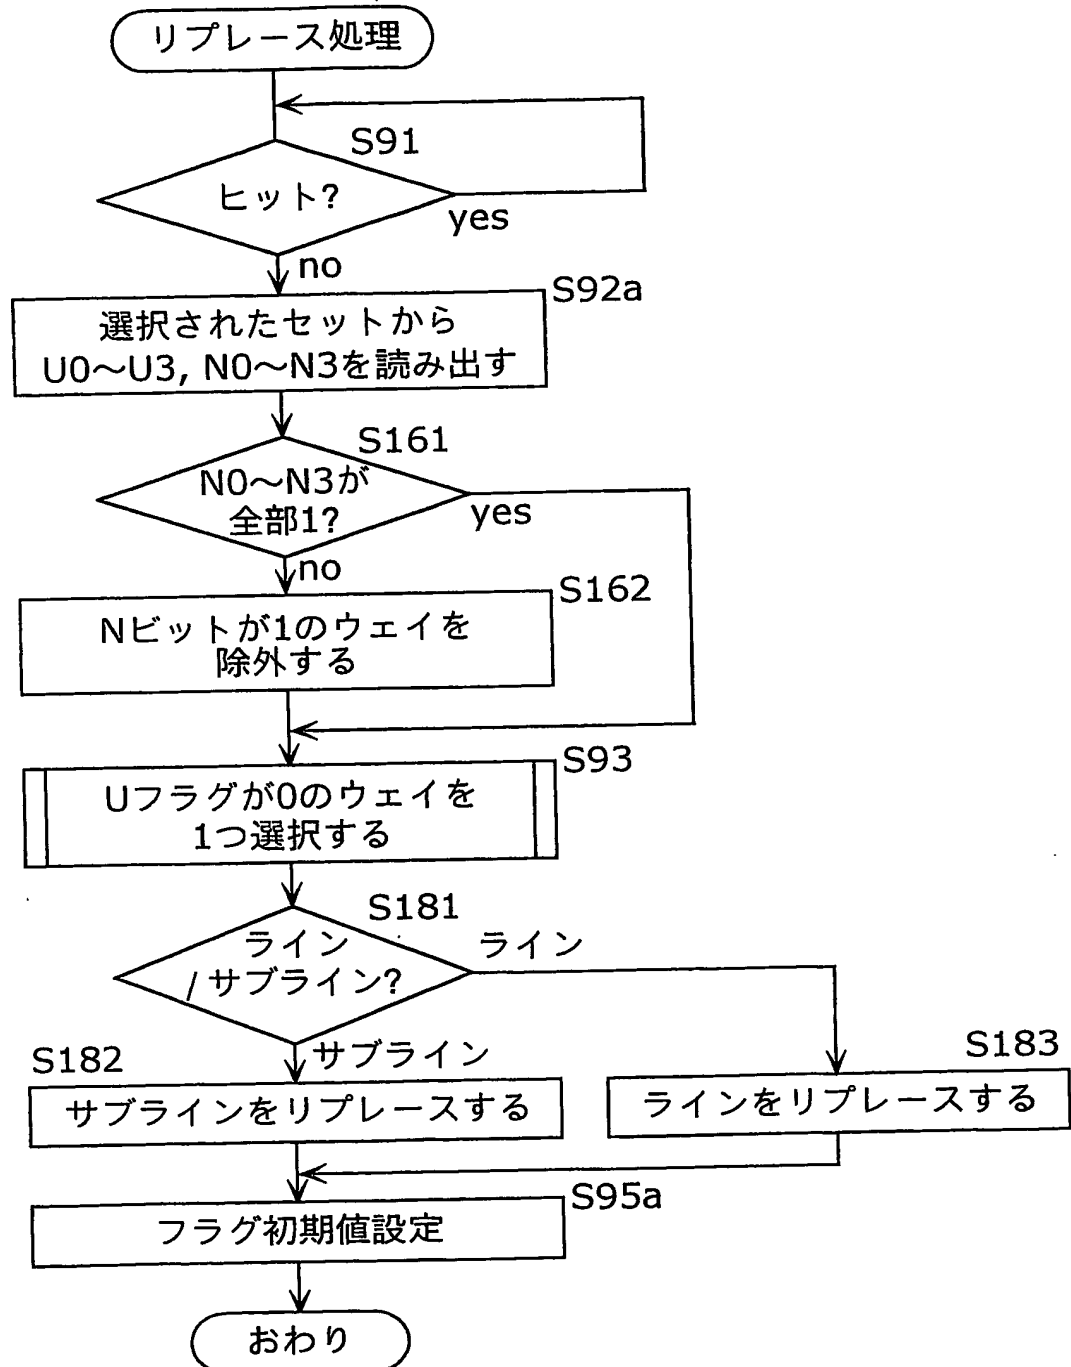 リプレース処理
S91
ヒット?
yes
no
S92a
選択されたセットから
U0～U3, N0～N3を読み出す
S161
N0～N3が
全部1?
yes
no
S162
Nビットが1のウェイを
除外する
S93
Uフラグが0のウェイを
1つ選択する
S181
ライン
/サブライン?
ライン
サブライン
S182
サブラインをリプレースする
S183
ラインをリプレースする
S95a
フラグ初期値設定
おわり